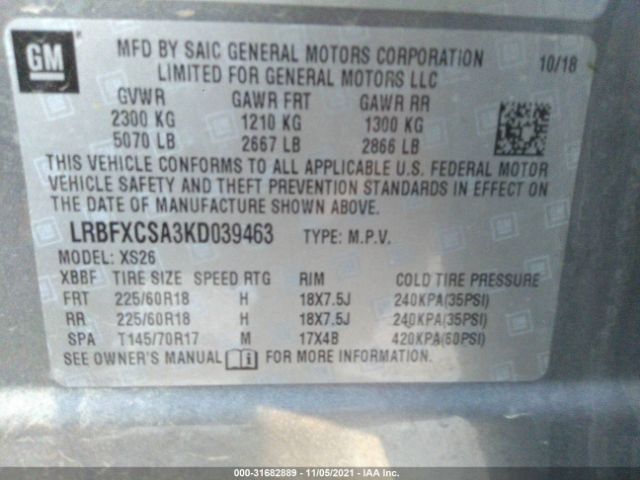 GM
MFD BY SAIC GENERAL MOTORS CORPORATION
LIMITED FOR GENERAL MOTORS LLC
10/18
GVWR GAWR FRT GAWR RR
2300 KG 1210 KG 1300 KG
5070 LB 2667 LB 2866 LB
THIS VEHICLE CONFORMS TO ALL APPLICABLE U.S. FEDERAL MOTOR
VEHICLE SAFETY AND THEFT PREVENTION STANDARDS IN EFFECT ON
THE DATE OF MANUFACTURE SHOWN ABOVE.
LRBFXCSA3KD039463 TYPE: M.P.V.
MODEL: XS26
XBBF TIRE SIZE SPEED RTG RIM COLD TIRE PRESSURE
FRT 225/60R18 H 18X7.5J 240KPA(35PSI)
RR 225/60R18 H 18X7.5J 240KPA(35PSI)
SPA T145/70R17 M 17X4B 420KPA(60PSI)
SEE OWNER'S MANUAL FOR MORE INFORMATION.
000-31682889 - 11/05/2021 - IAA Inc.